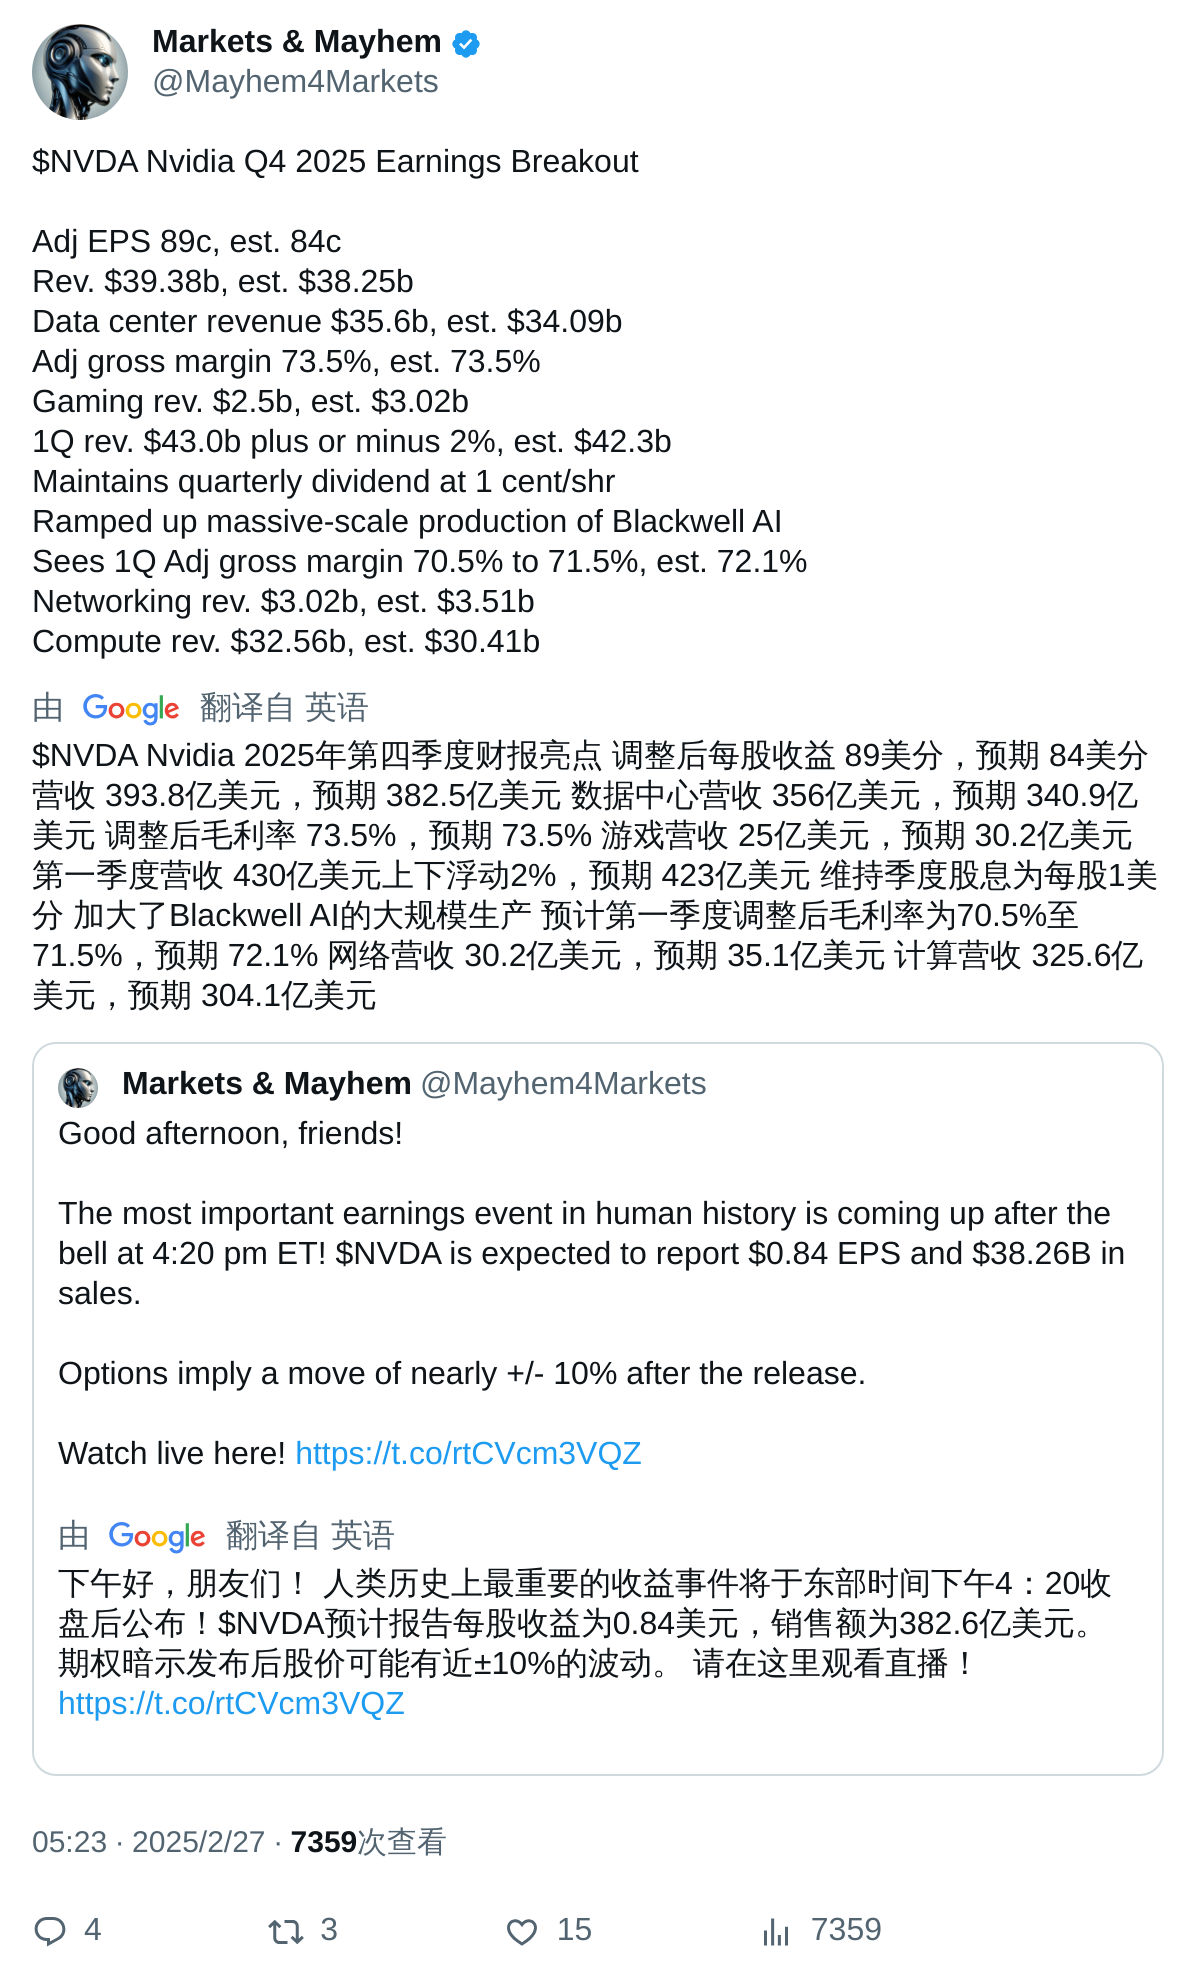 Markets & Mayhem
@Mayhem4Markets
$NVDA Nvidia Q4 2025 Earnings Breakout
Adj EPS 89c, est. 84c
Rev. $39.38b, est. $38.25b
Data center revenue $35.6b, est. $34.09b
Adj gross margin 73.5%, est. 73.5%
Gaming rev. $2.5b, est. $3.02b
1Q rev. $43.0b plus or minus 2%, est. $42.3b
Maintains quarterly dividend at 1 cent/shr
Ramped up massive-scale production of Blackwell AI
Sees 1Q Adj gross margin 70.5% to 71.5%, est. 72.1%
Networking rev. $3.02b, est. $3.51b
Compute rev. $32.56b, est. $30.41b
由 Google 翻译自 英语
$NVDA Nvidia 2025年第四季度财报亮点 调整后每股收益 89美分，预期 84美分
营收 393.8亿美元，预期 382.5亿美元 数据中心营收 356亿美元，预期 340.9亿
美元 调整后毛利率 73.5%，预期 73.5% 游戏营收 25亿美元，预期 30.2亿美元
第一季度营收 430亿美元上下浮动2%，预期 423亿美元 维持季度股息为每股1美
分 加大了Blackwell AI的大规模生产 预计第一季度调整后毛利率为70.5%至
71.5%，预期 72.1% 网络营收 30.2亿美元，预期 35.1亿美元 计算营收 325.6亿
美元，预期 304.1亿美元
Markets & Mayhem @Mayhem4Markets
Good afternoon, friends!
The most important earnings event in human history is coming up after the
bell at 4:20 pm ET! $NVDA is expected to report $0.84 EPS and $38.26B in
sales.
Options imply a move of nearly +/- 10% after the release.
Watch live here! https://t.co/rtCVcm3VQZ
由 Google 翻译自 英语
下午好，朋友们！ 人类历史上最重要的收益事件将于东部时间下午4：20收
盘后公布！$NVDA预计报告每股收益为0.84美元，销售额为382.6亿美元。
期权暗示发布后股价可能有近±10%的波动。 请在这里观看直播！
https://t.co/rtCVcm3VQZ
05:23 · 2025/2/27 · 7359次查看
4 3 15 7359